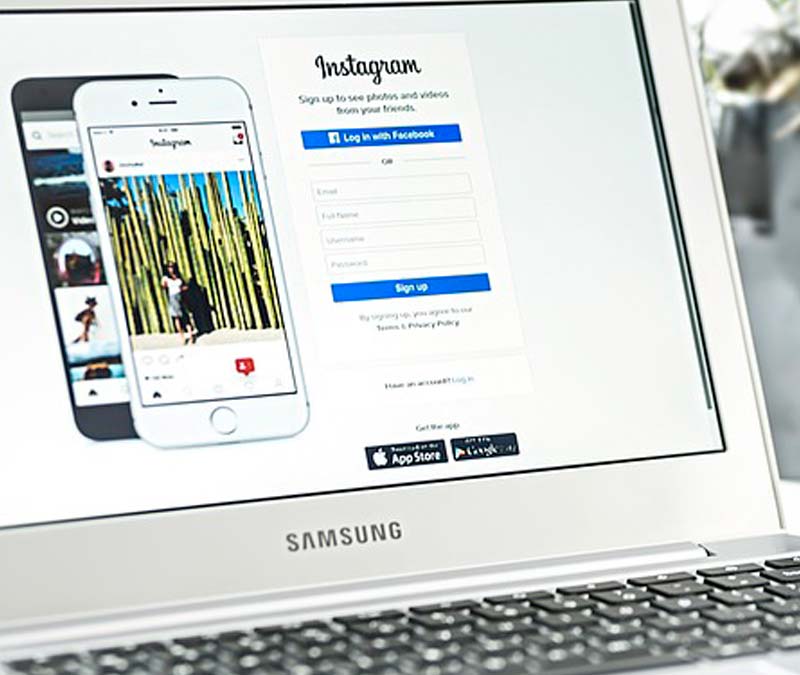 Instagram
Sign up to see photos and videos
from your friends.
Log in with Facebook
OR
Email
Full Name
Username
Password
Sign up
By signing up, you agree to our
Terms & Privacy Policy.
Have an account? Log in
Get the app.
App Store
Google play
Search
Instagram
SAMSUNG